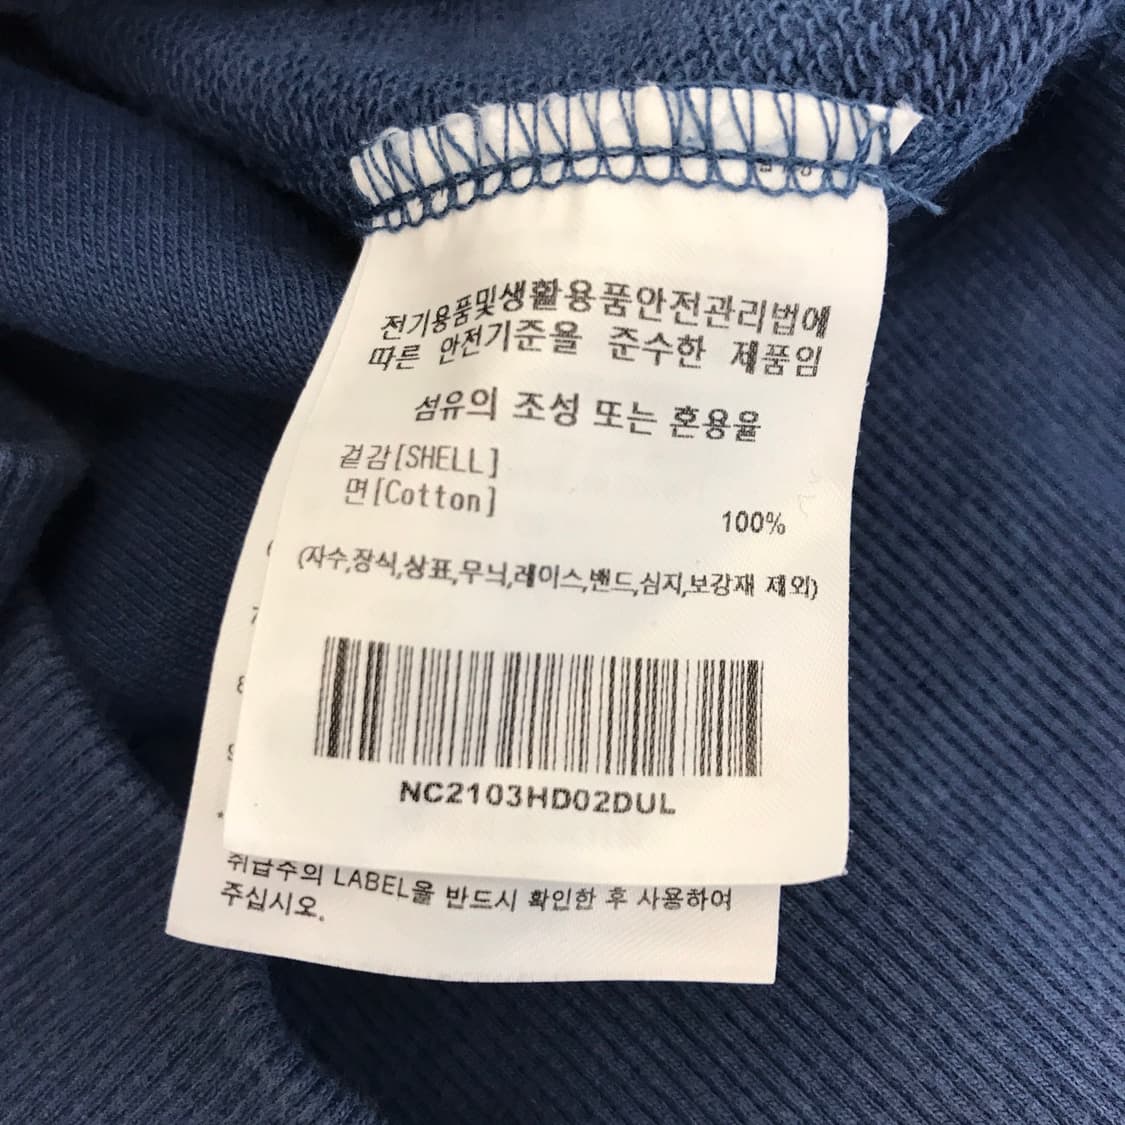 전기용품및생활용품안전관리법에
따른 안전기준을 준수한 제품임
섬유의 조성 또는 혼용율
겉감[SHELL]
면[Cotton]
100%
(자수,장식,상표,무늬,레이스,밴드,심지,보강재 제외)
NC2103HD02DUL
취급주의 LABEL을 반드시 확인한 후 사용하여
주십시오.